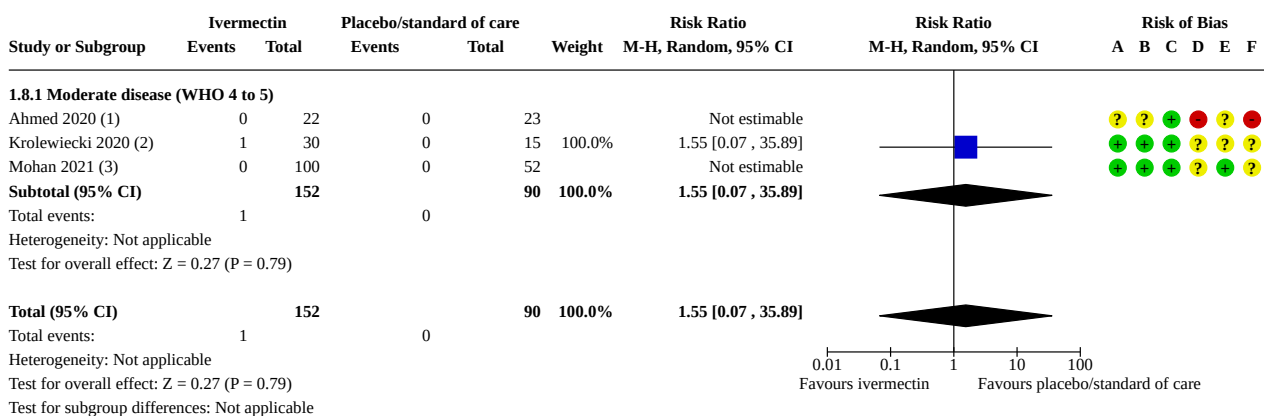 Ivermectin Placebo/standard of care Risk Ratio Risk Ratio Risk of Bias
Study or Subgroup Events Total Events Total Weight M-H, Random, 95% CI M-H, Random, 95% CI A B C D E F
1.8.1 Moderate disease (WHO 4 to 5)
Ahmed 2020 (1) 0 22 0 23 Not estimable ? ? + - ? -
Krolewiecki 2020 (2) 1 30 0 15 100.0% 1.55 [0.07 , 35.89] + + + ? ? ?
Mohan 2021 (3) 0 100 0 52 Not estimable + + + ? + ?
Subtotal (95% CI) 152 90 100.0% 1.55 [0.07 , 35.89]
Total events: 1 0
Heterogeneity: Not applicable
Test for overall effect: Z = 0.27 (P = 0.79)
Total (95% CI) 152 90 100.0% 1.55 [0.07 , 35.89]
Total events: 1 0
Heterogeneity: Not applicable
Test for overall effect: Z = 0.27 (P = 0.79)
Test for subgroup differences: Not applicable
0.01 0.1 1 10 100
Favours ivermectin Favours placebo/standard of care